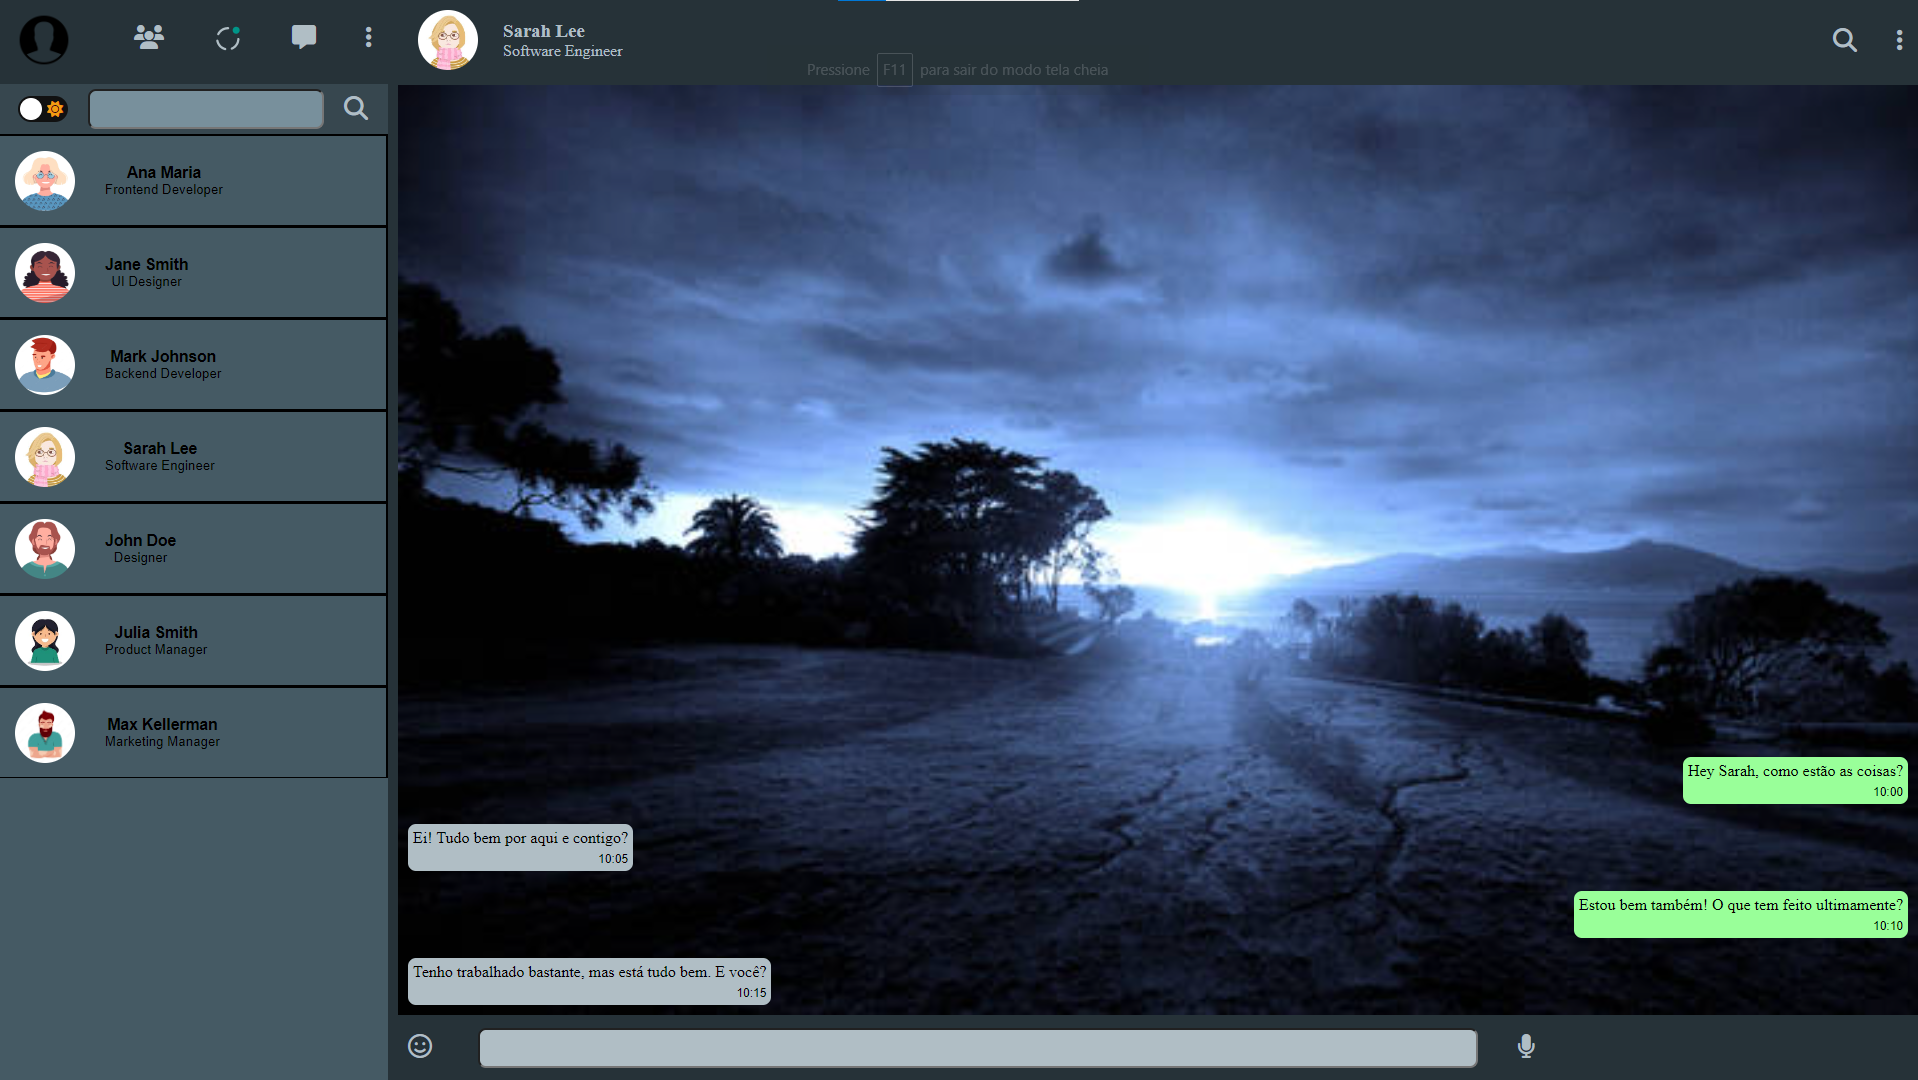 Sarah Lee
Software Engineer
Pressione F11 para sair do modo tela cheia
Ana Maria
Frontend Developer
Jane Smith
UI Designer
Mark Johnson
Backend Developer
Sarah Lee
Software Engineer
John Doe
Designer
Julia Smith
Product Manager
Max Kellerman
Marketing Manager
Hey Sarah, como estão as coisas?
10:00
Ei! Tudo bem por aqui e contigo?
10:05
Estou bem também! O que tem feito ultimamente?
10:10
Tenho trabalhado bastante, mas está tudo bem. E você?
10:15